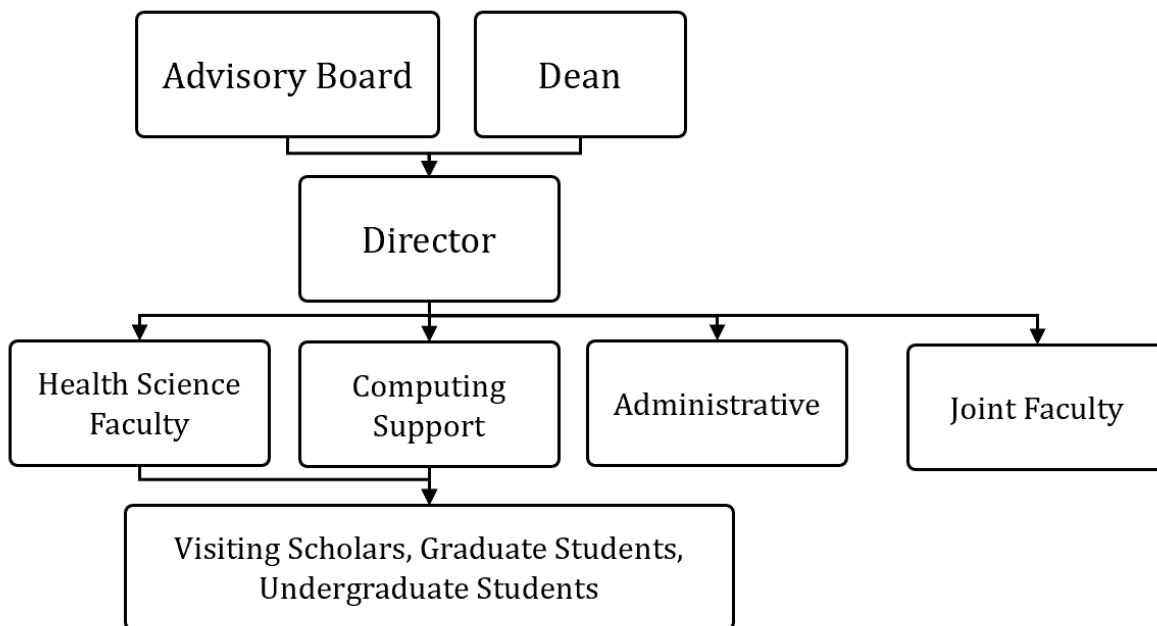 Advisory Board
Dean
Director
Health Science
Faculty
Computing
Support
Administrative
Joint Faculty
Visiting Scholars, Graduate Students,
Undergraduate Students